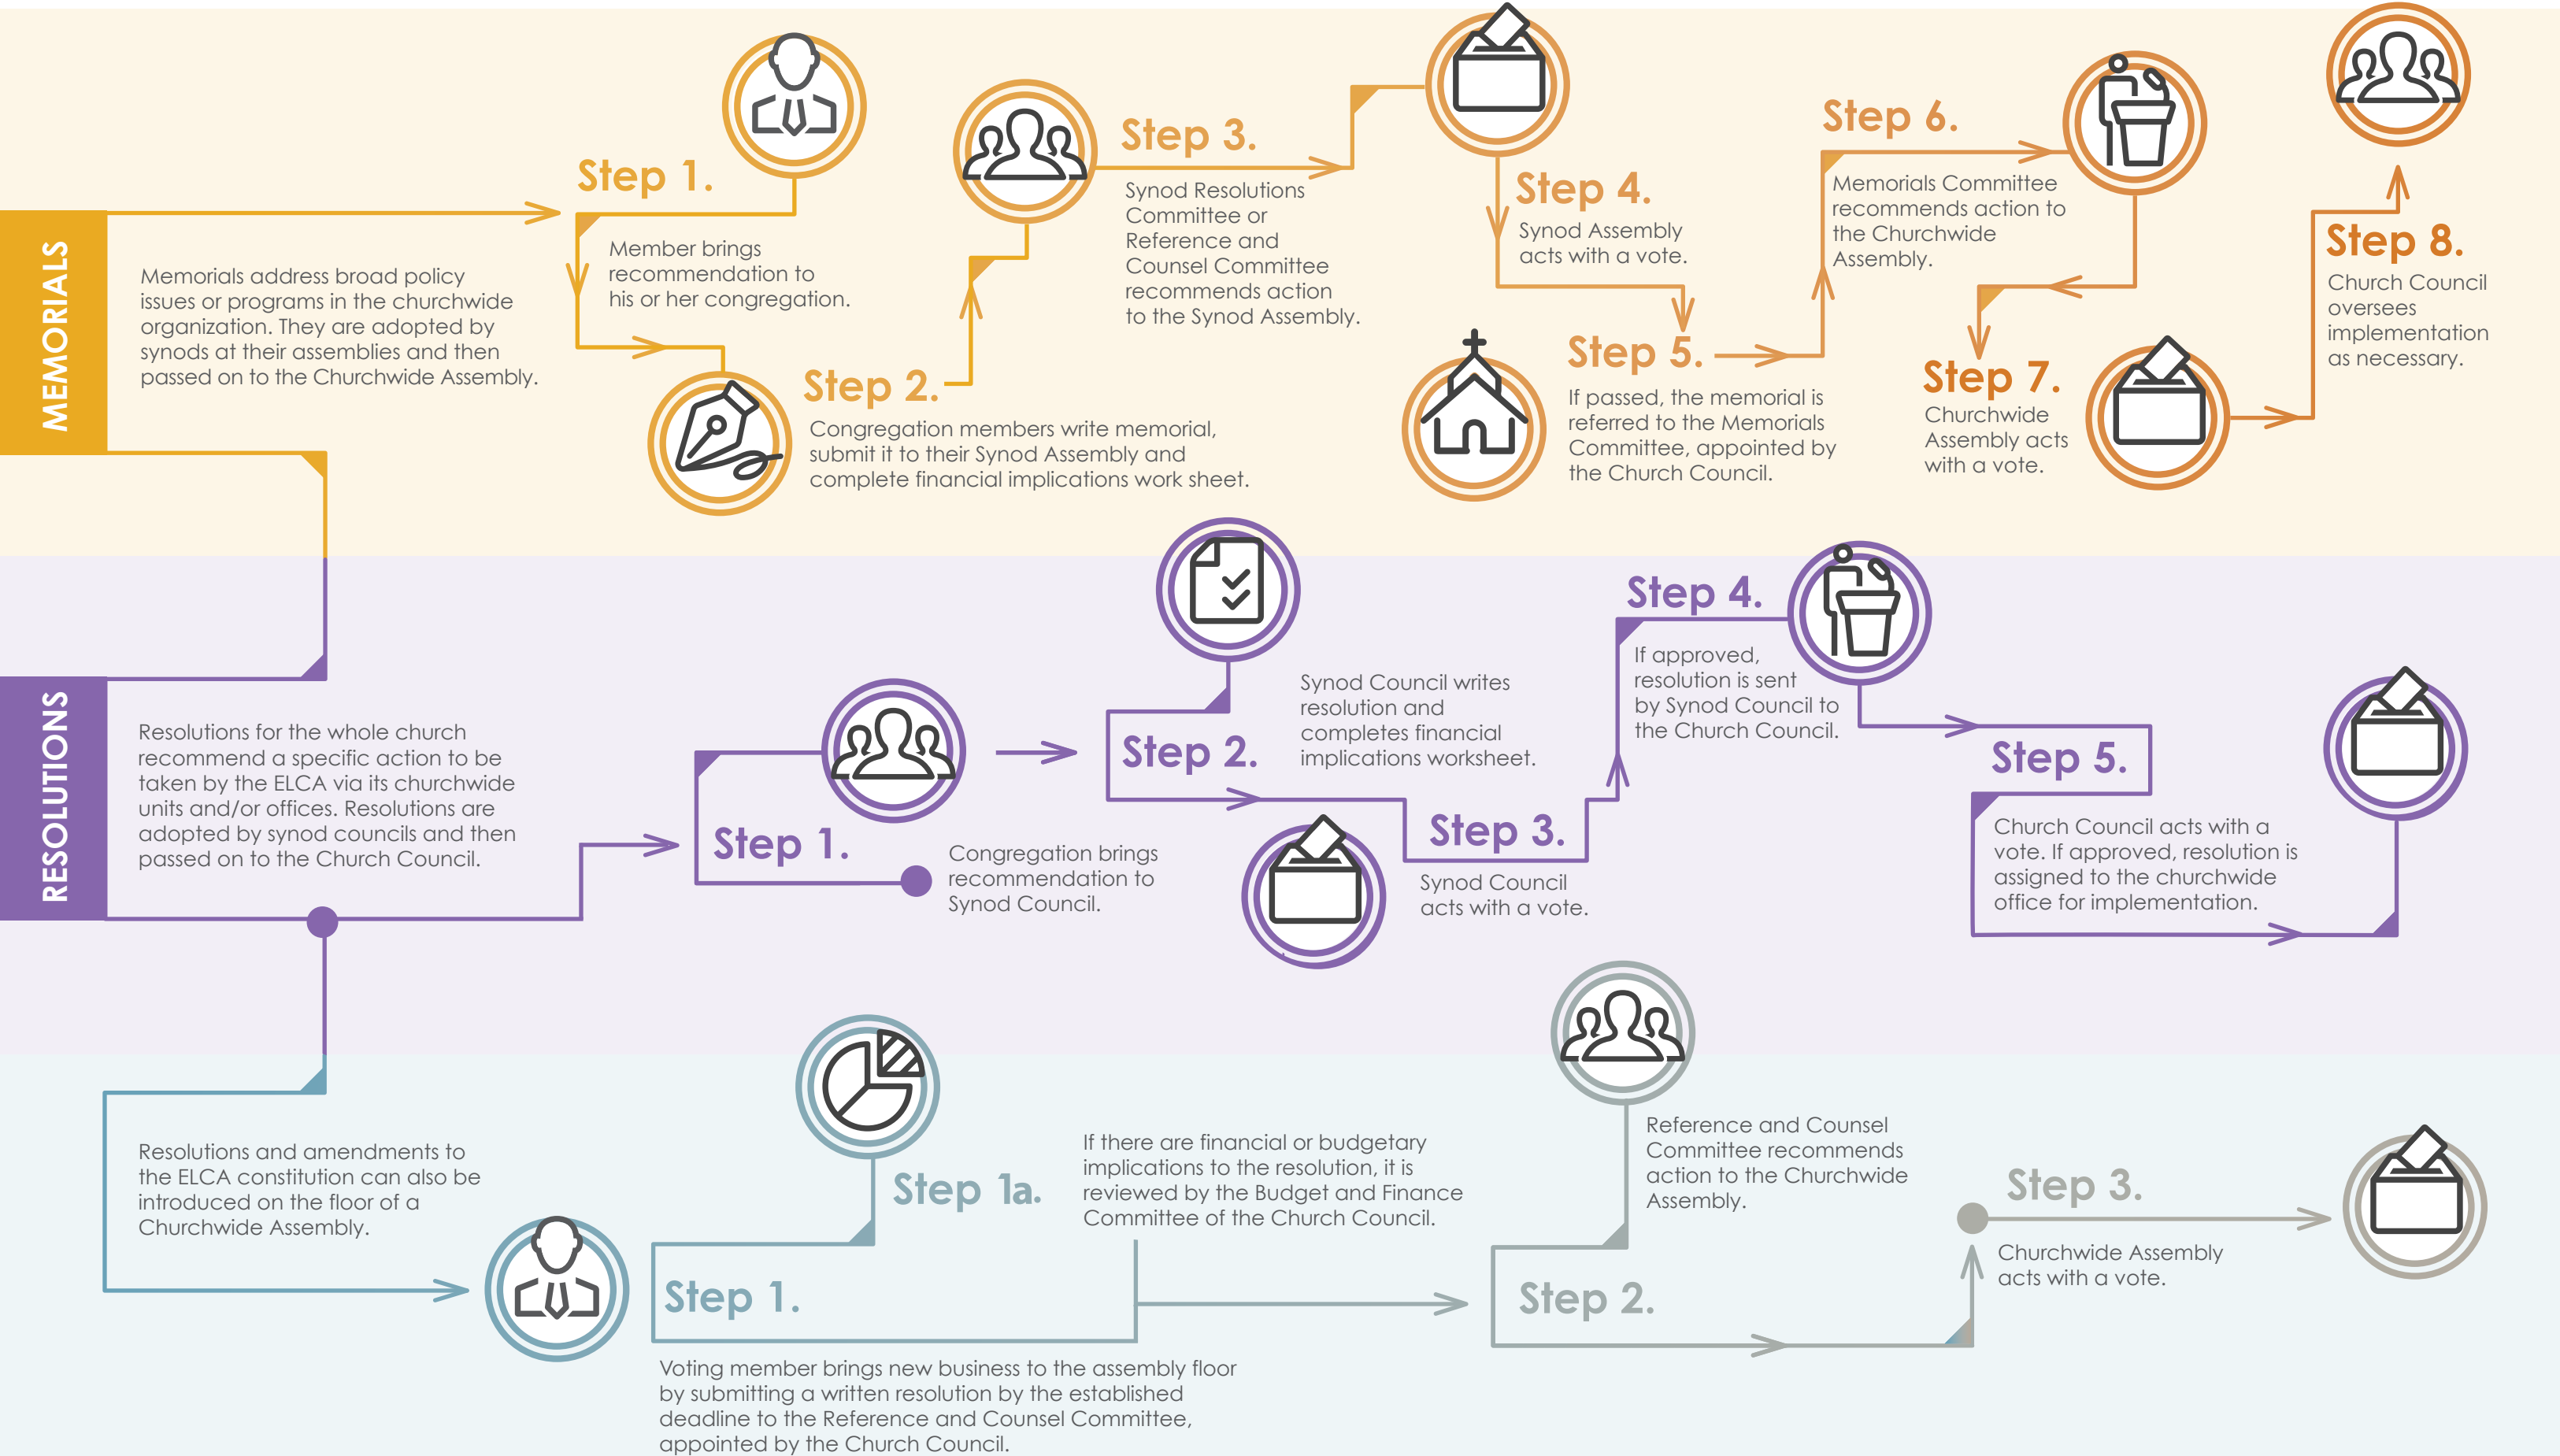 MEMORIALS
Memorials address broad policy
issues or programs in the churchwide
organization. They are adopted by
synods at their assemblies and then
passed on to the Churchwide Assembly.
Step 1.
Member brings
recommendation to
his or her congregation.
Step 2.
Congregation members write memorial,
submit it to their Synod Assembly and
complete financial implications work sheet.
Step 3.
Synod Resolutions
Committee or
Reference and
Counsel Committee
recommends action
to the Synod Assembly.
Step 4.
Synod Assembly
acts with a vote.
Step 5.
If passed, the memorial is
referred to the Memorials
Committee, appointed by
the Church Council.
Step 6.
Memorials Committee
recommends action to
the Churchwide
Assembly.
Step 7.
Churchwide
Assembly acts
with a vote.
Step 8.
Church Council
oversees
implementation
as necessary.
RESOLUTIONS
Resolutions for the whole church
recommend a specific action to be
taken by the ELCA via its churchwide
units and/or offices. Resolutions are
adopted by synod councils and then
passed on to the Church Council.
Step 1.
Congregation brings
recommendation to
Synod Council.
Step 2.
Synod Council writes
resolution and
completes financial
implications worksheet.
Step 3.
Synod Council
acts with a vote.
Step 4.
If approved,
resolution is sent
by Synod Council to
the Church Council.
Step 5.
Church Council acts with a
vote. If approved, resolution is
assigned to the churchwide
office for implementation.
Resolutions and amendments to
the ELCA constitution can also be
introduced on the floor of a
Churchwide Assembly.
Step 1.
Voting member brings new business to the assembly floor
by submitting a written resolution by the established
deadline to the Reference and Counsel Committee,
appointed by the Church Council.
Step 1a.
If there are financial or budgetary
implications to the resolution, it is
reviewed by the Budget and Finance
Committee of the Church Council.
Step 2.
Reference and Counsel
Committee recommends
action to the Churchwide
Assembly.
Step 3.
Churchwide Assembly
acts with a vote.